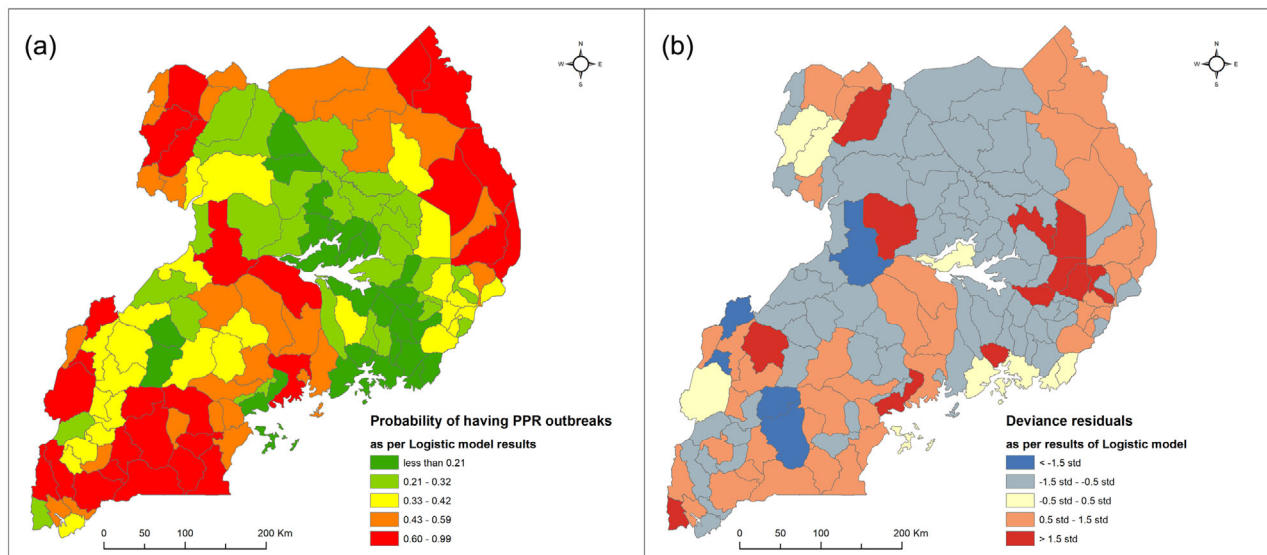 (a)
N
W E
S
Probability of having PPR outbreaks
as per Logistic model results
less than 0.21
0.21 - 0.32
0.33 - 0.42
0.43 - 0.59
0.60 - 0.99
0 50 100 200 Km
(b)
N
W E
S
Deviance residuals
as per results of Logistic model
< -1.5 std
-1.5 std - -0.5 std
-0.5 std - 0.5 std
0.5 std - 1.5 std
> 1.5 std
0 50 100 200 Km